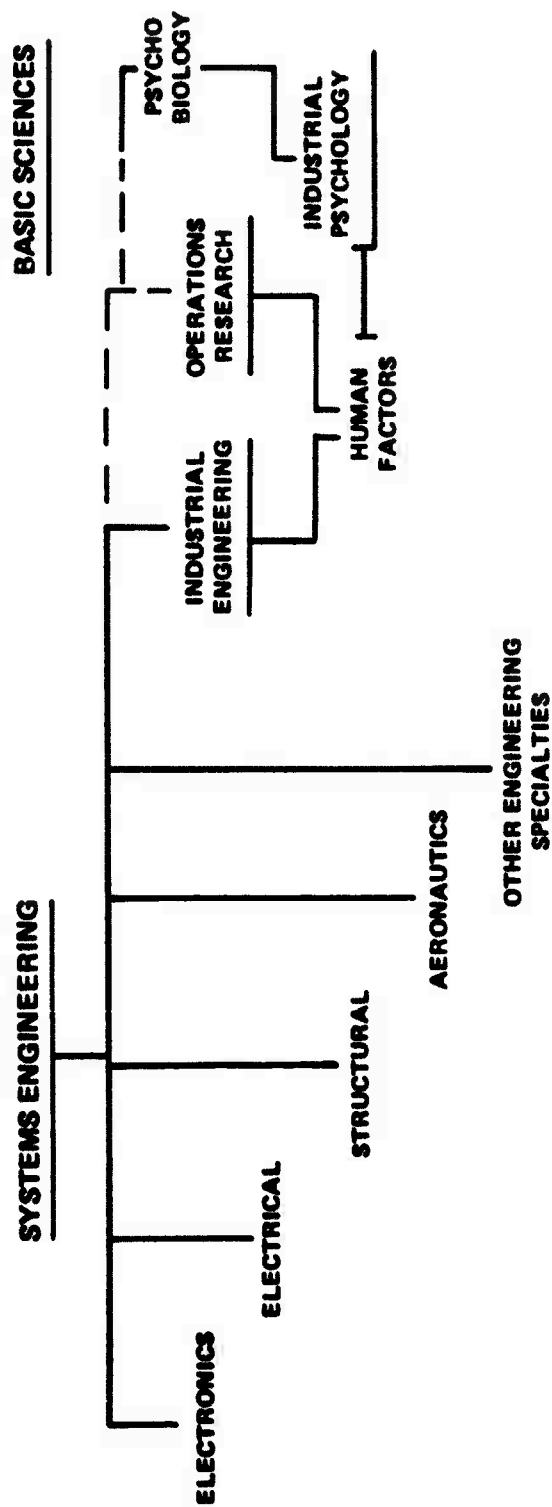 SYSTEMS ENGINEERING
BASIC SCIENCES
ELECTRONICS
ELECTRICAL
STRUCTURAL
AERONAUTICS
OTHER ENGINEERING
SPECIALTIES
INDUSTRIAL
ENGINEERING
OPERATIONS
RESEARCH
PSYCHO
BIOLOGY
HUMAN
FACTORS
INDUSTRIAL
PSYCHOLOGY